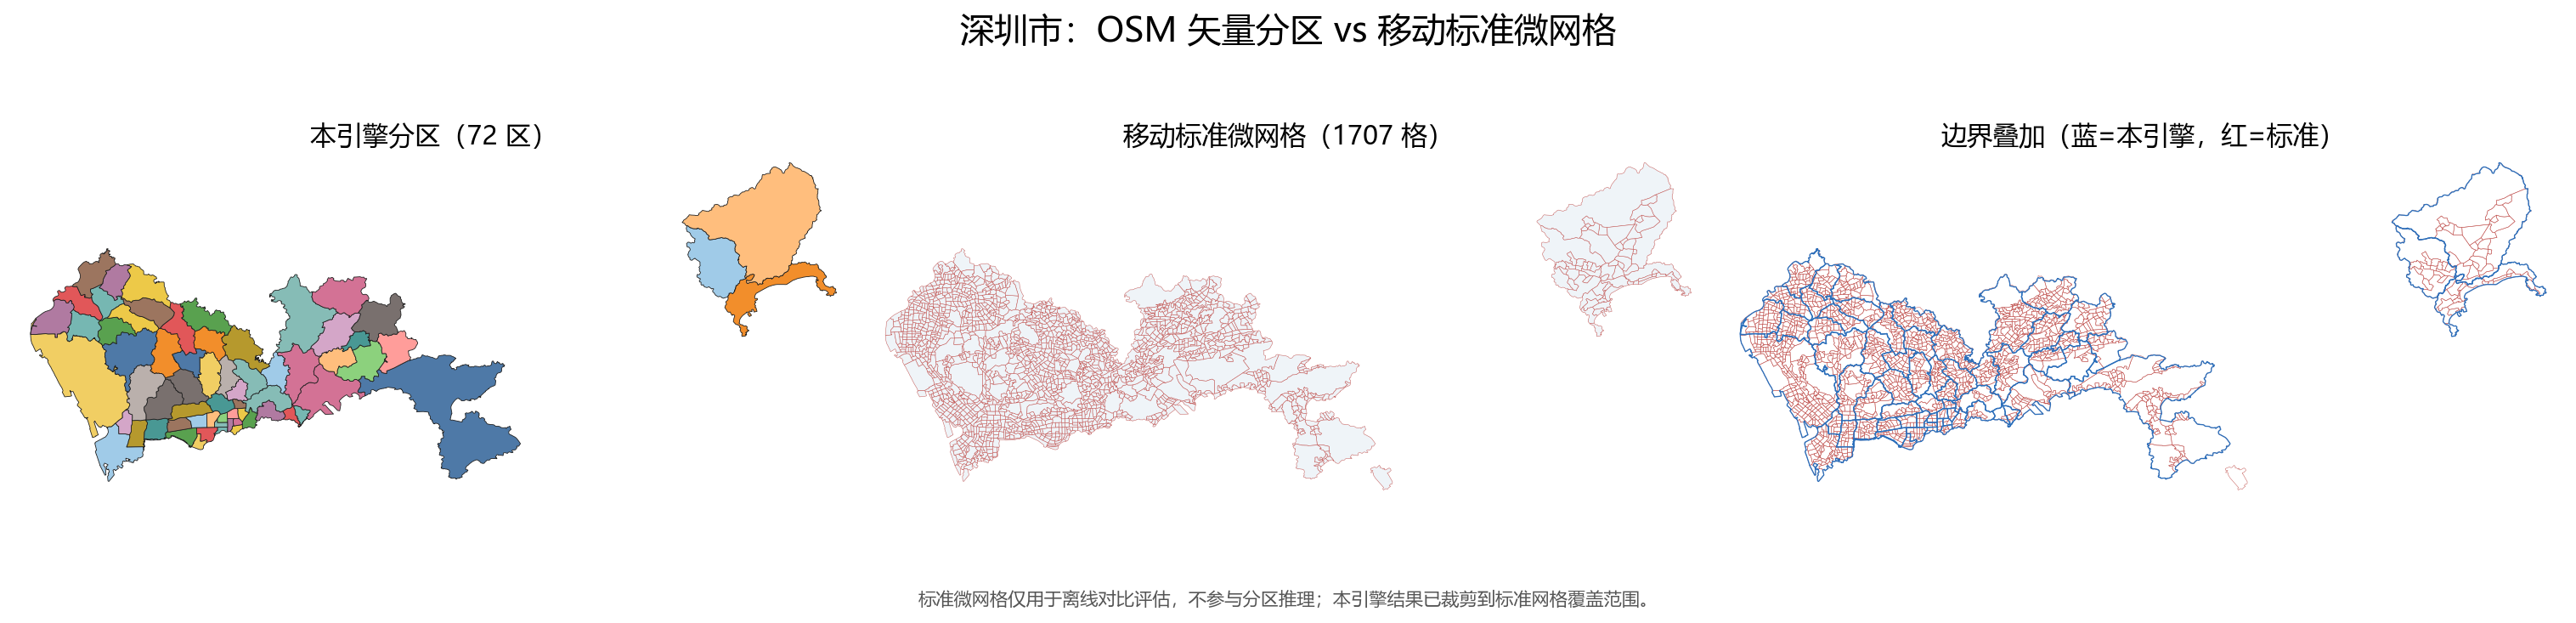 深圳市：OSM 矢量分区 vs 移动标准微网格
本引擎分区（72 区）
移动标准微网格（1707 格）
边界叠加（蓝=本引擎，红=标准）
标准微网格仅用于离线对比评估，不参与分区推理；本引擎结果已裁剪到标准网格覆盖范围。